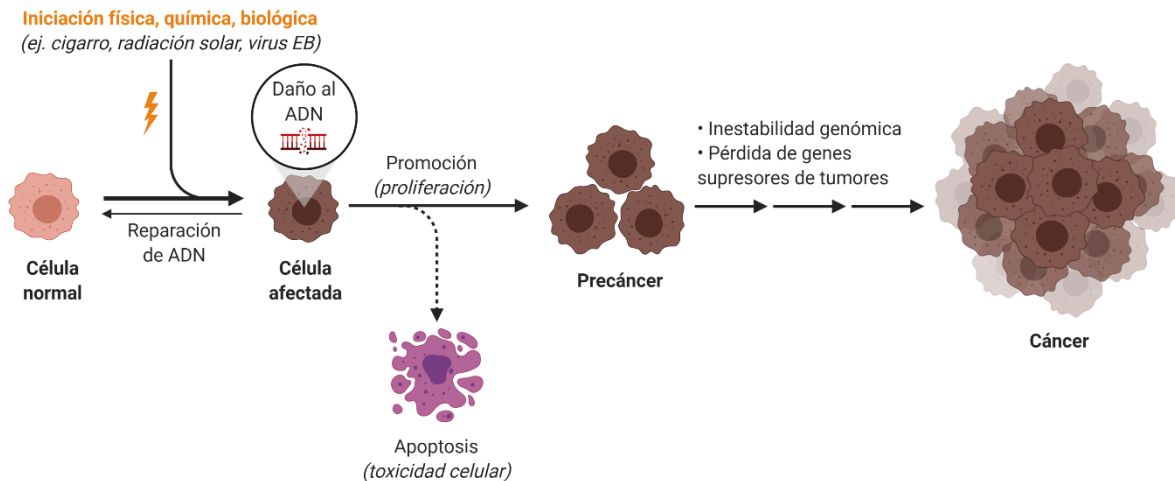 Iniciación física, química, biológica
(ej. cigarro, radiación solar, virus EB)
Daño al
ADN
Promoción
(proliferación)
• Inestabilidad genómica
• Pérdida de genes
supresores de tumores
Reparación
de ADN
Célula
normal
Célula
afectada
Precáncer
Cáncer
Apoptosis
(toxicidad celular)